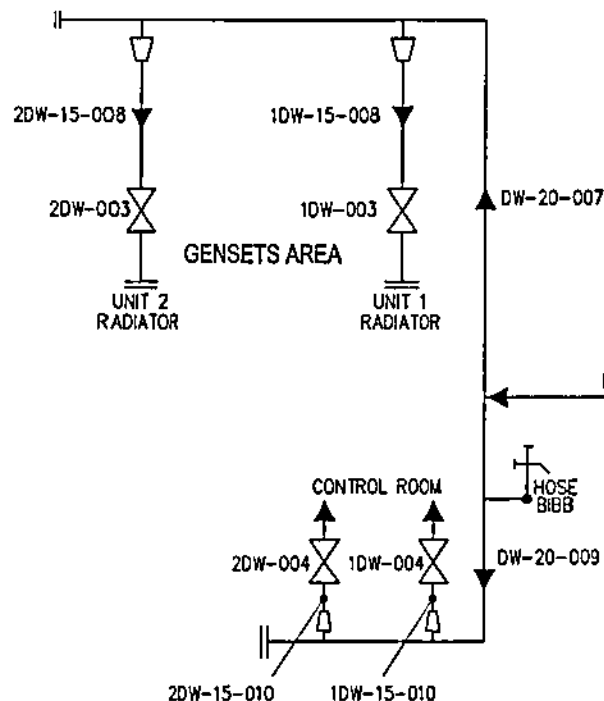 2DW-15-008
1DW-15-008
2DW-003
1DW-003
DW-20-007
GENSETS AREA
UNIT 2
RADIATOR
UNIT 1
RADIATOR
CONTROL ROOM
HOSE
BIBB
2DW-004
1DW-004
DW-20-009
2DW-15-010
1DW-15-010